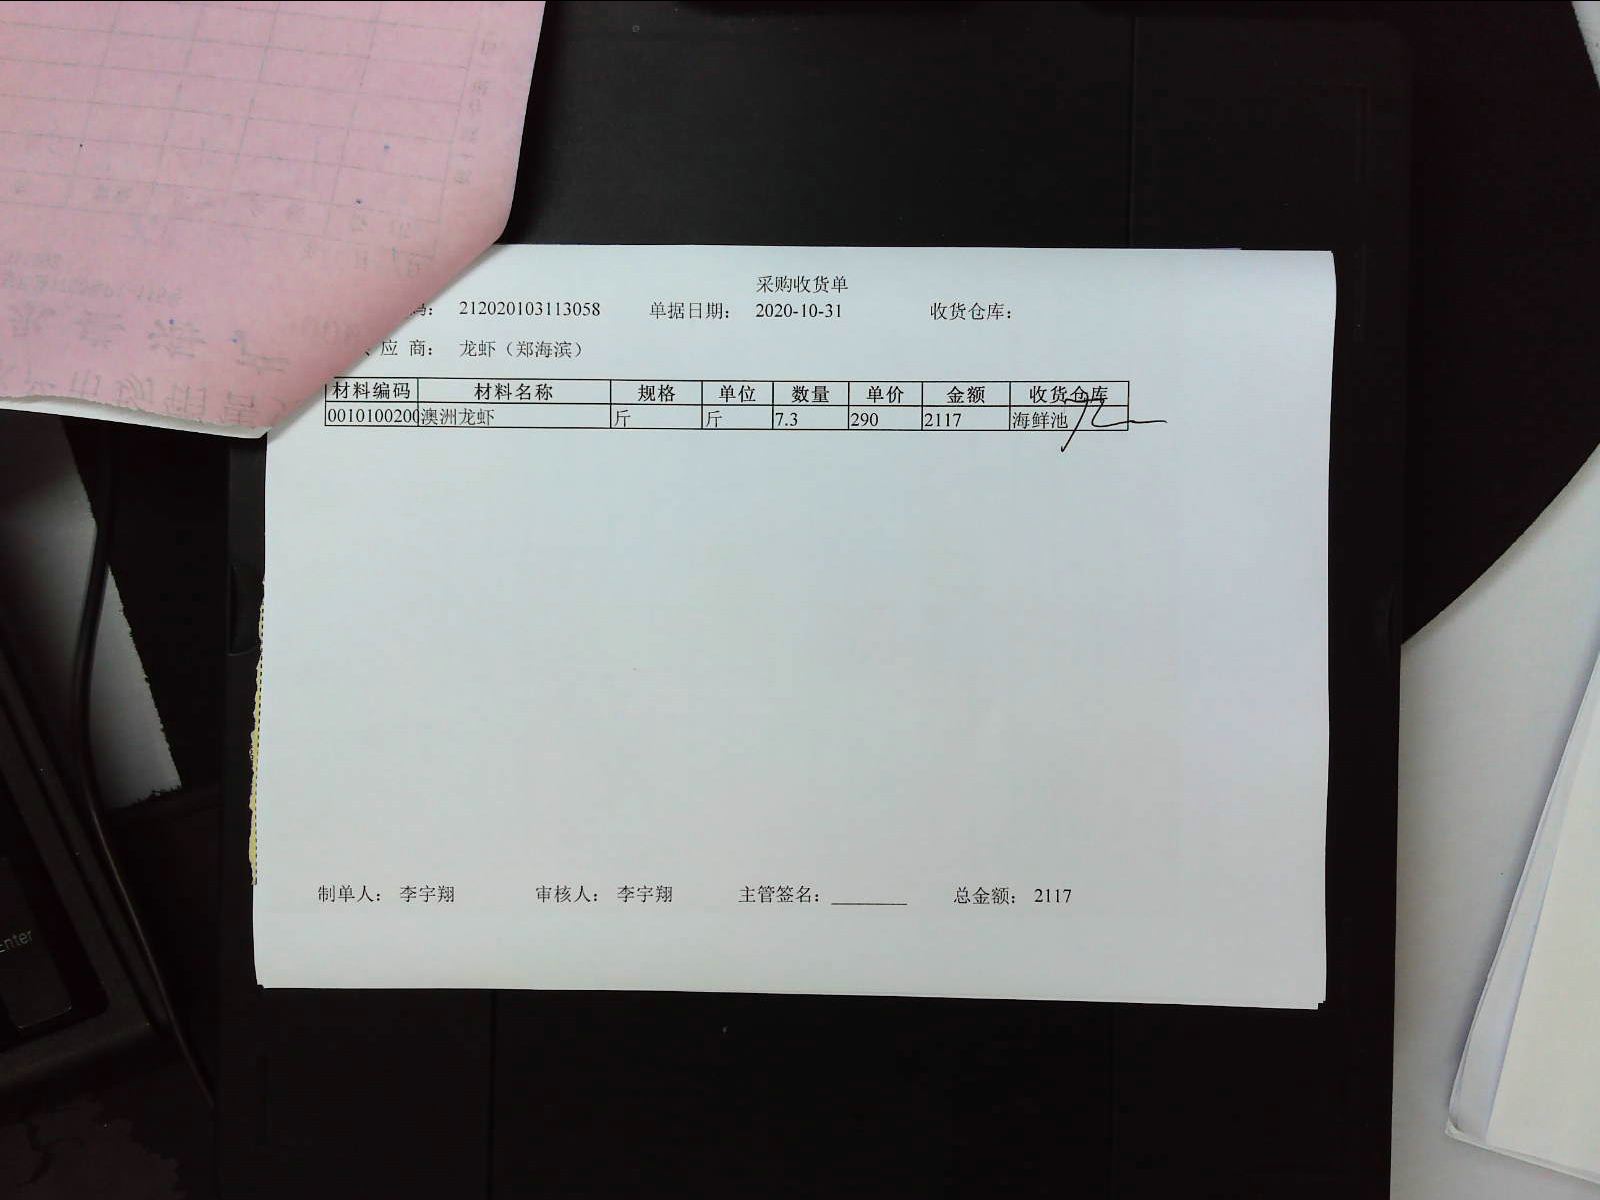 采购收货单
码： 212020103113058 单据日期： 2020-10-31 收货仓库：
应 商： 龙虾（郑海滨）
材料编码 材料名称 规格 单位 数量 单价 金额 收货仓库
0010100200 澳洲龙虾 斤 斤 7.3 290 2117 海鲜池
制单人： 李宇翔 审核人： 李宇翔 主管签名：________ 总金额： 2117
Enter